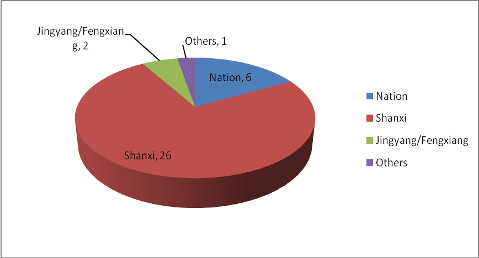 Jingyang/Fengxian
g, 2
Others, 1
Nation, 6
Shanxi, 26
Nation
Shanxi
Jingyang/Fengxiang
Others